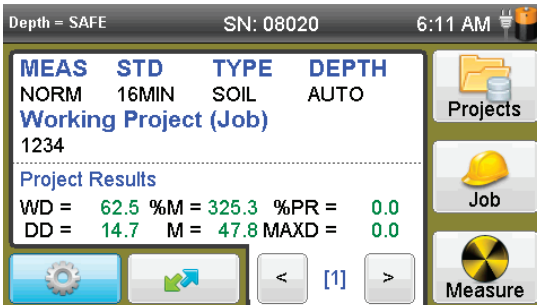 Depth = SAFE SN: 08020 6:11 AM
MEAS STD TYPE DEPTH
NORM 16MIN SOIL AUTO
Working Project (Job)
1234
Project Results
WD = 62.5 %M = 325.3 %PR = 0.0
DD = 14.7 M = 47.8 MAXD = 0.0
< [1] >
Projects
Job
Measure